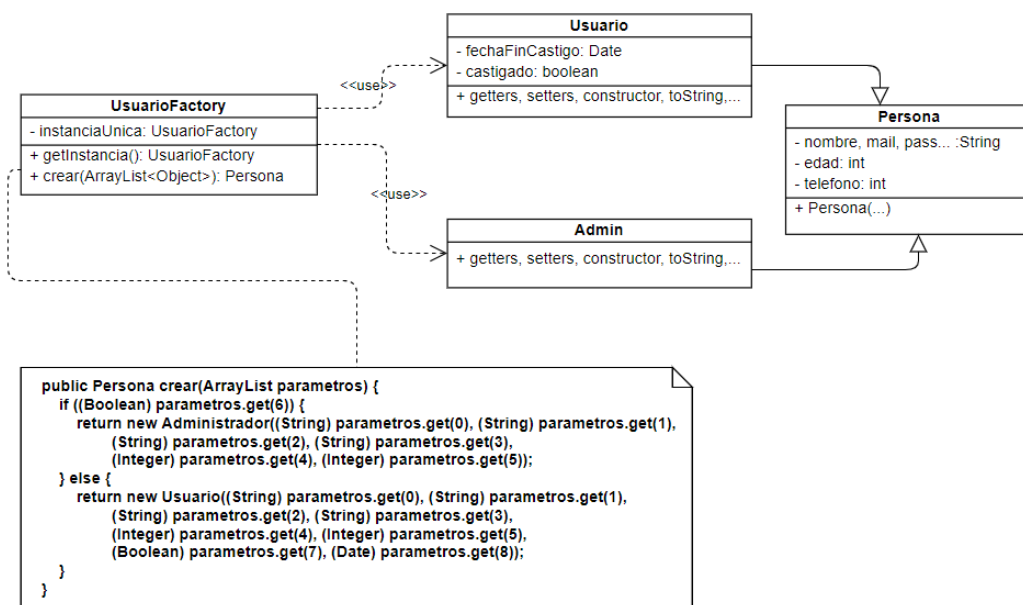 Usuario
- fechaFinCastigo: Date
- castigado: boolean
+ getters, setters, constructor, toString,...
<<use>>
UsuarioFactory
- instanciaUnica: UsuarioFactory
+ getInstancia(): UsuarioFactory
+ crear(ArrayList<Object>): Persona
Persona
- nombre, mail, pass... :String
- edad: int
- telefono: int
+ Persona(...)
<<use>>
Admin
+ getters, setters, constructor, toString,...
public Persona crear(ArrayList parametros) {
if ((Boolean) parametros.get(6)) {
return new Administrador((String) parametros.get(0), (String) parametros.get(1),
(String) parametros.get(2), (String) parametros.get(3),
(Integer) parametros.get(4), (Integer) parametros.get(5));
} else {
return new Usuario((String) parametros.get(0), (String) parametros.get(1),
(String) parametros.get(2), (String) parametros.get(3),
(Integer) parametros.get(4), (Integer) parametros.get(5),
(Boolean) parametros.get(7), (Date) parametros.get(8));
}
}